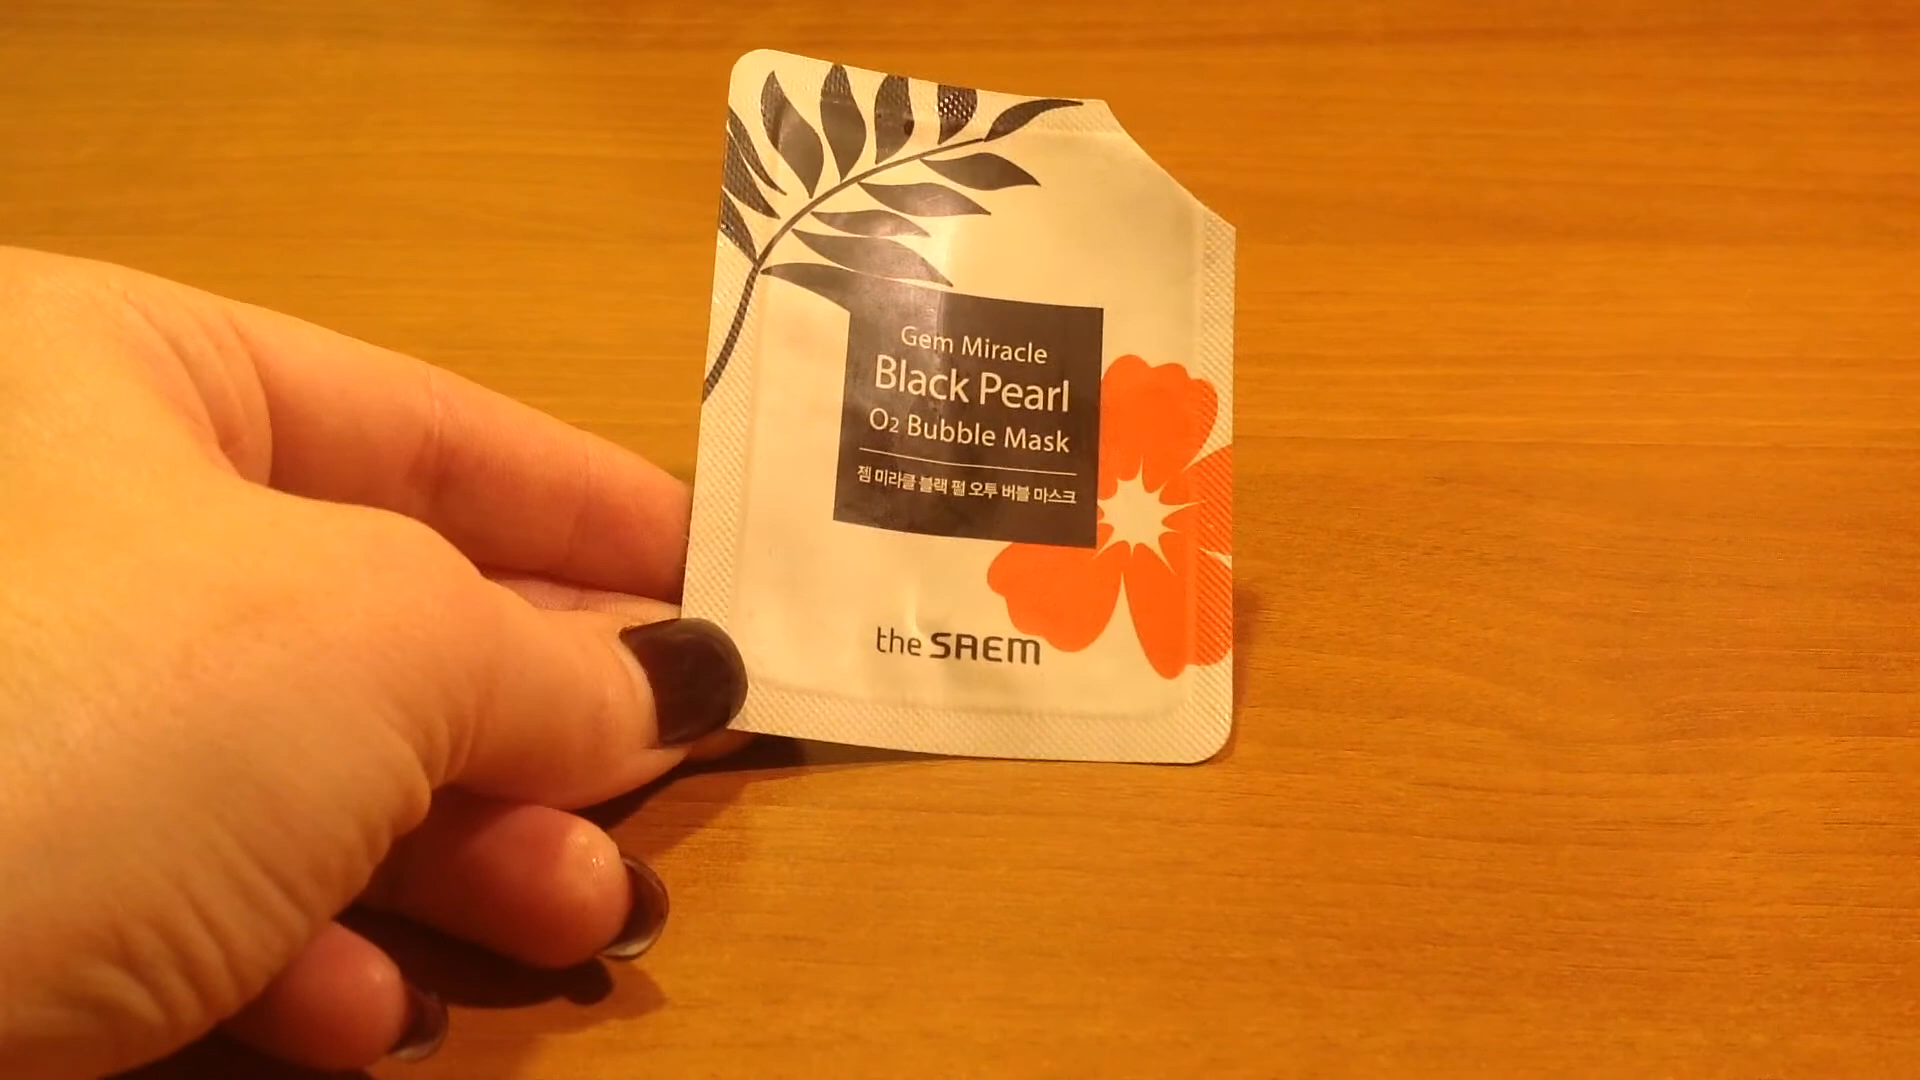 Gem Miracle
Black Pearl
O2 Bubble Mask
젬 미라클 블랙 펄 오투 버블 마스크
the SAEM